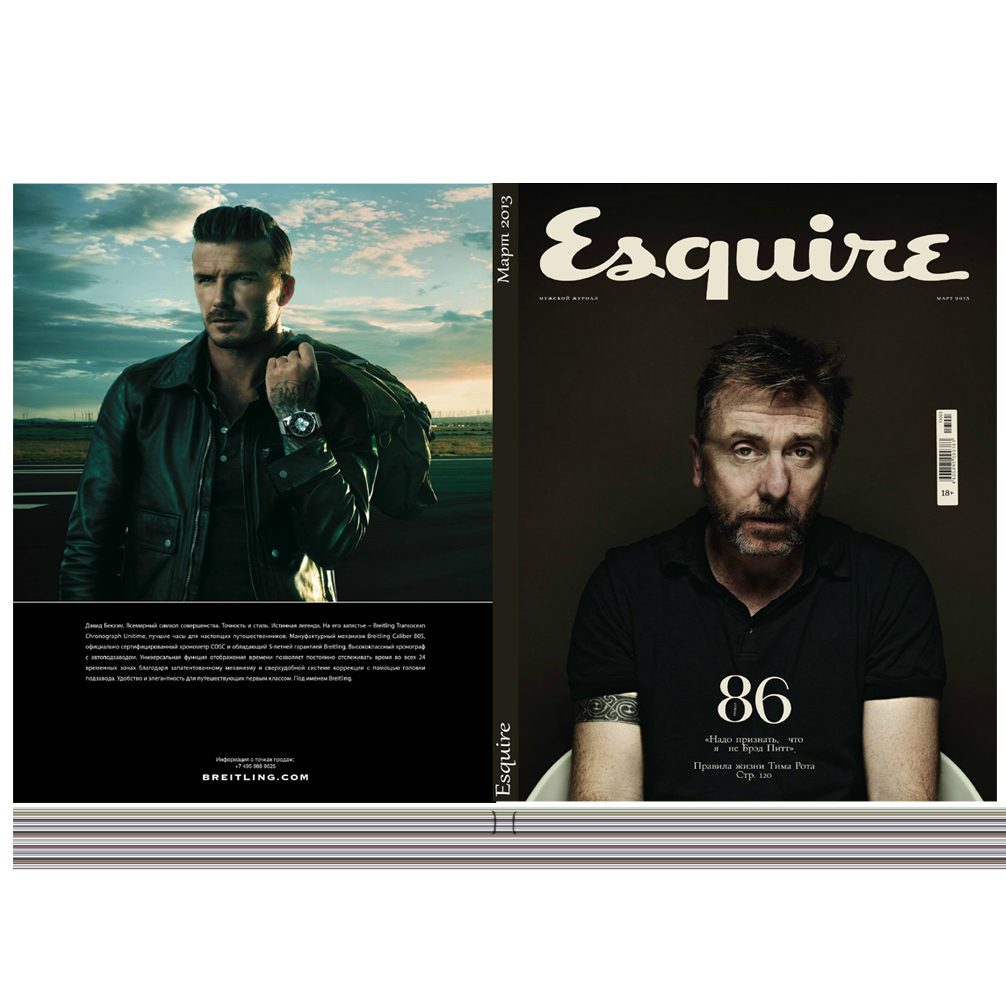 Дэвид Бекхэм. Всемирный символ совершенства. Точность и стиль. Истинная легенда. На его запястье – Breitling Transocean
Chronograph Unitime, лучшие часы для настоящих путешественников. Мануфактурный механизм Breitling Caliber B05,
официально сертифицированный хронометр COSC и обладающий 5-летней гарантией Breitling. Высококлассный хронограф
с автоподзаводом. Универсальная функция отображения времени позволяет постоянно отслеживать время во всех 24
временных зонах благодаря запатентованному механизму и сверхудобной системе коррекции с помощью головки
подзавода. Удобство и элегантность для путешествующих первым классом. Под именем Breitling.
Информация о точках продаж:
+7 495 988 9825
BREITLING.COM
Март 2013
Esquire
Esquire
МУЖСКОЙ ЖУРНАЛ
МАРТ 2013
18+
86
«Надо признать, что
я не Брэд Питт».
Правила жизни Тима Рота
Стр. 120